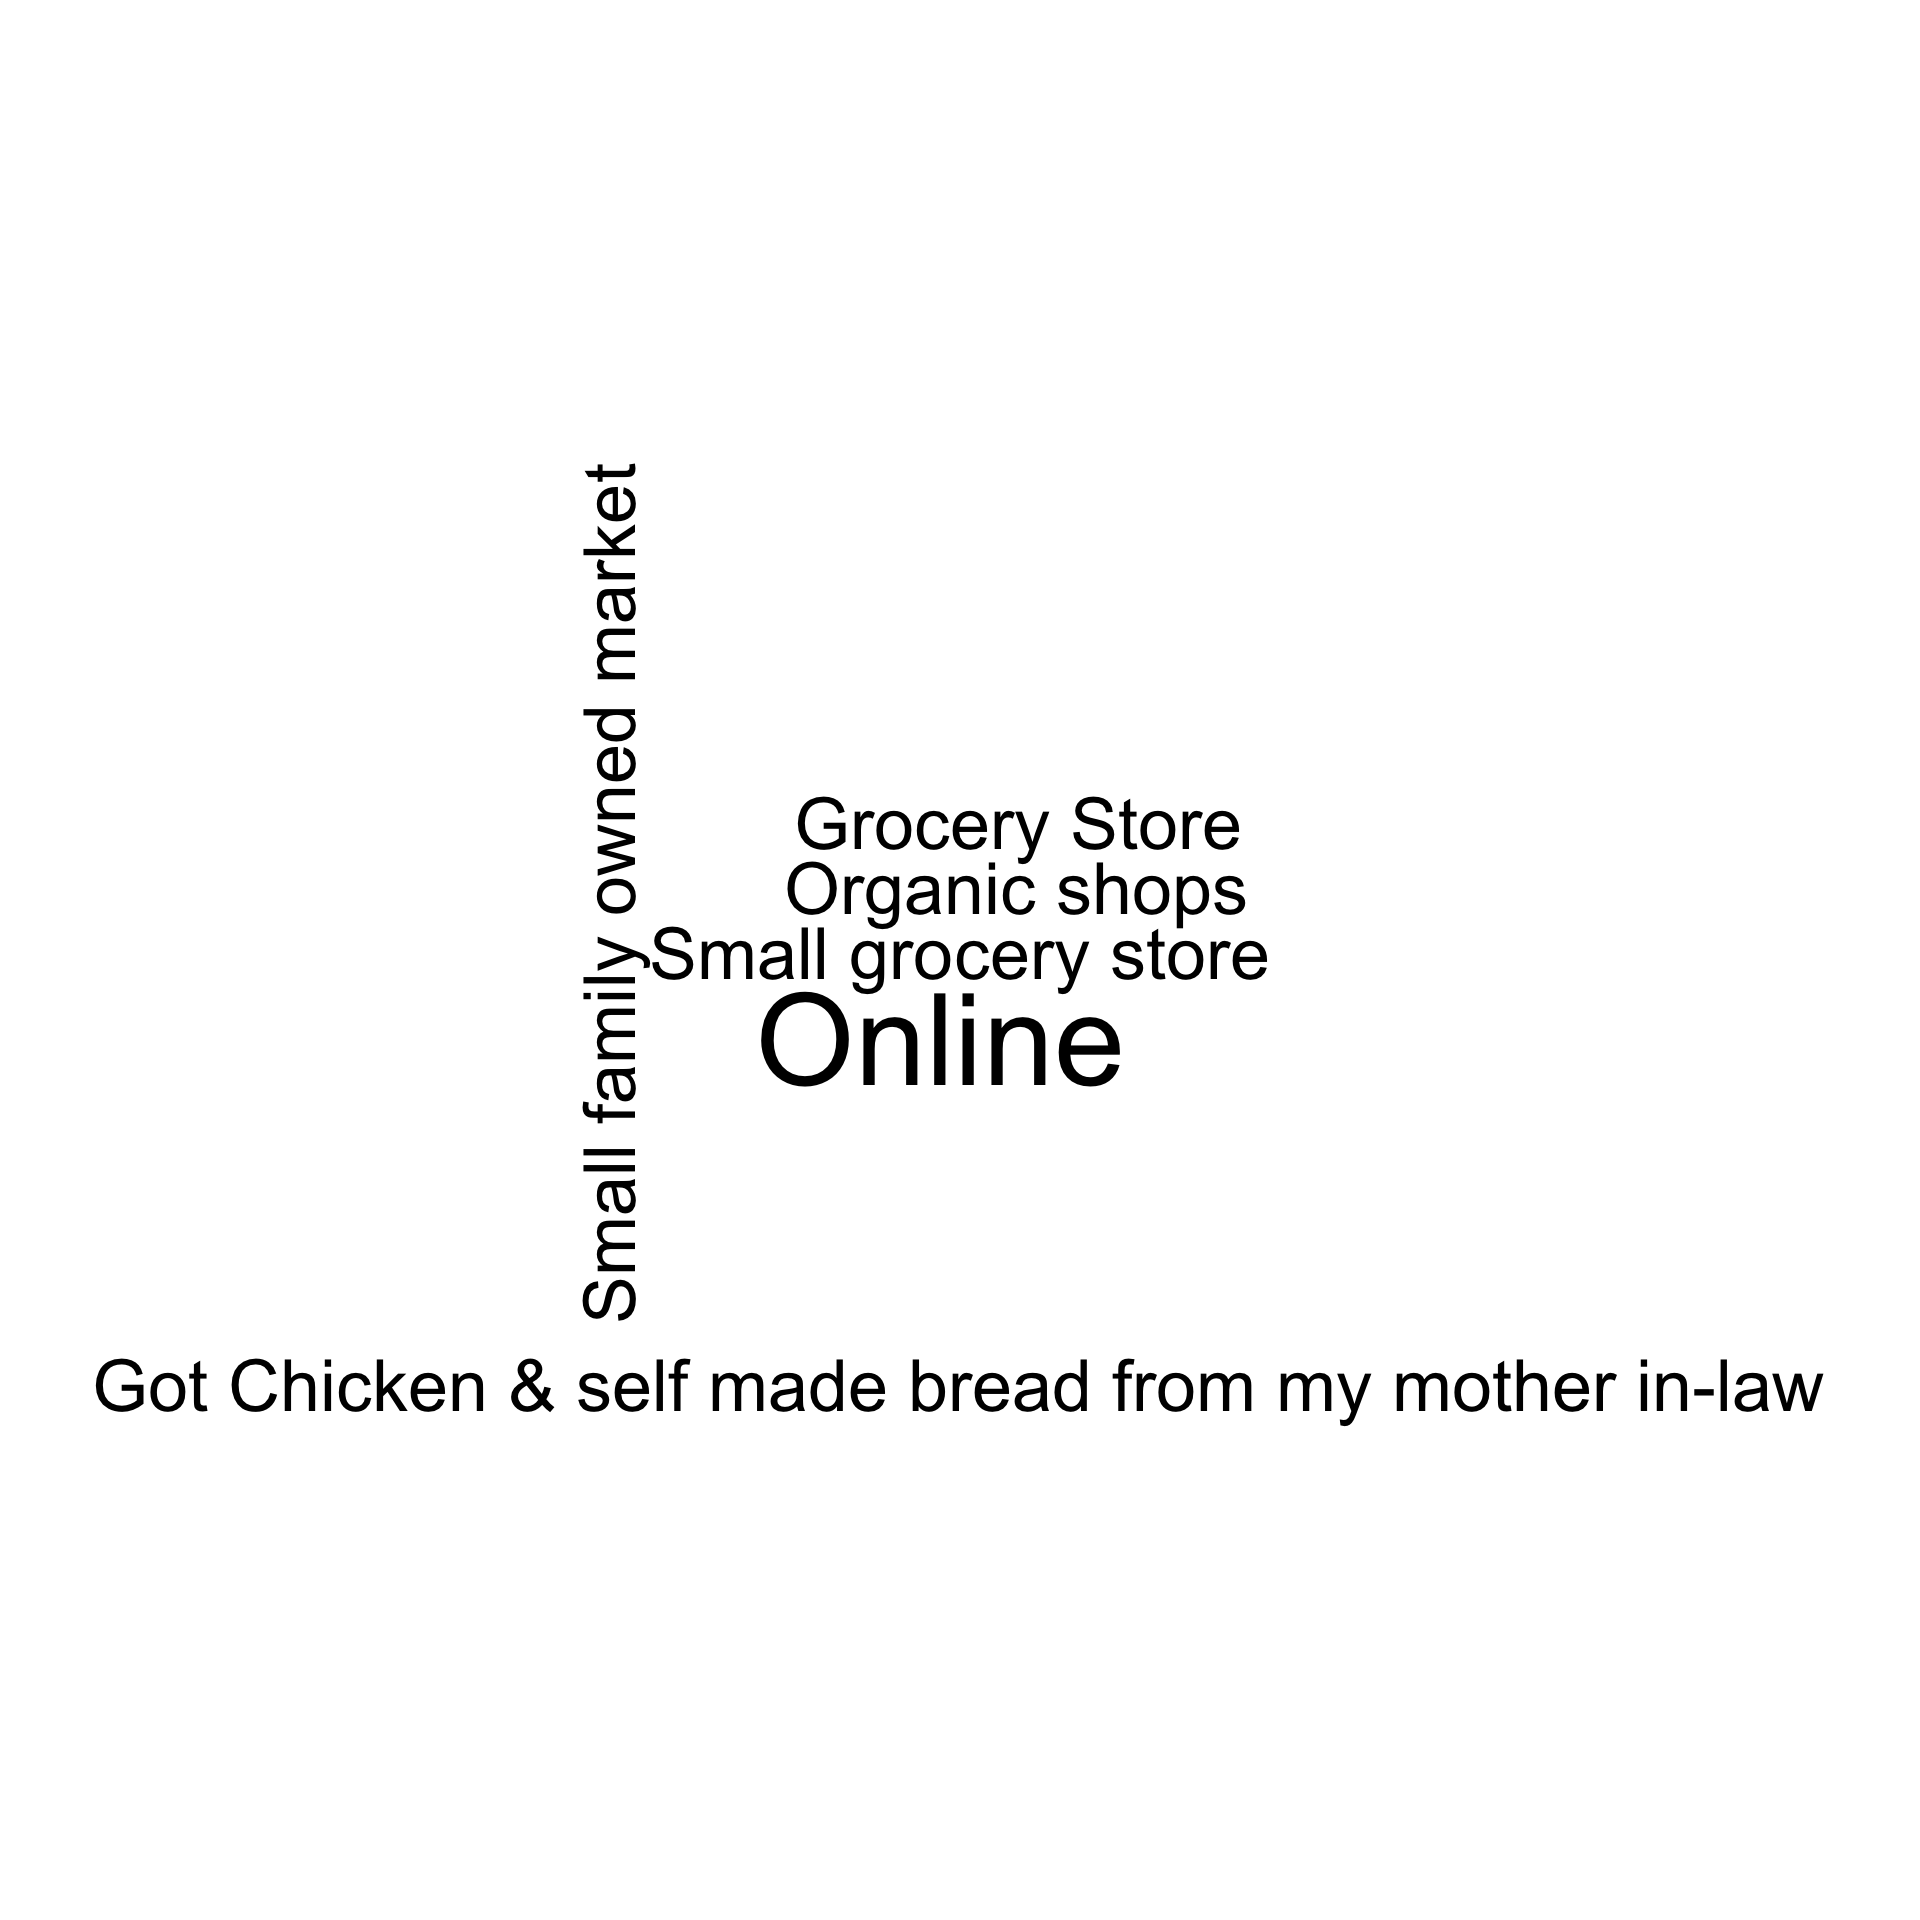 Small family owned market
Grocery Store
Organic shops
Small grocery store
Online
Got Chicken & self made bread from my mother in-law